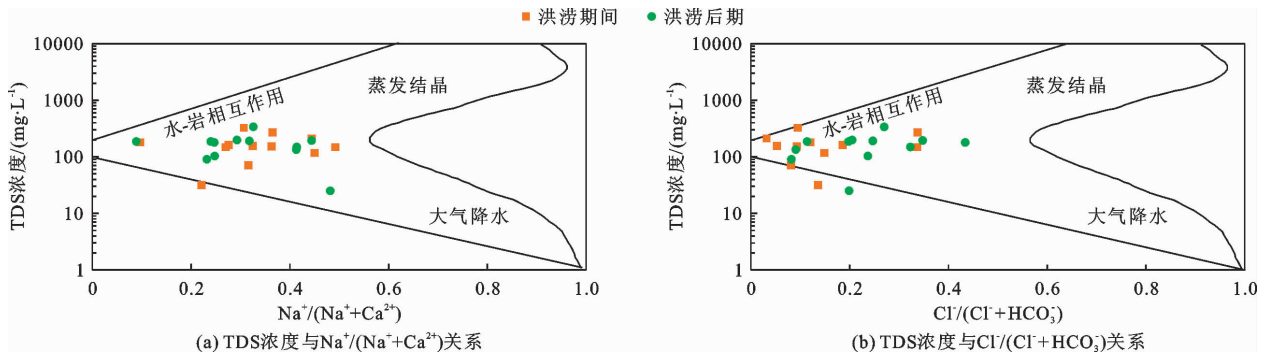 洪涝期间 洪涝后期
10000
1000
100
10
1
TDS浓度/(mg·L⁻¹)
水-岩相互作用
蒸发结晶
大气降水
0 0.2 0.4 0.6 0.8 1.0
Na⁺/(Na⁺+Ca²⁺)
(a) TDS浓度与Na⁺/(Na⁺+Ca²⁺)关系
10000
1000
100
10
1
TDS浓度/(mg·L⁻¹)
水-岩相互作用
蒸发结晶
大气降水
0 0.2 0.4 0.6 0.8 1.0
Cl⁻/(Cl⁻+HCO₃⁻)
(b) TDS浓度与Cl⁻/(Cl⁻+HCO₃⁻)关系